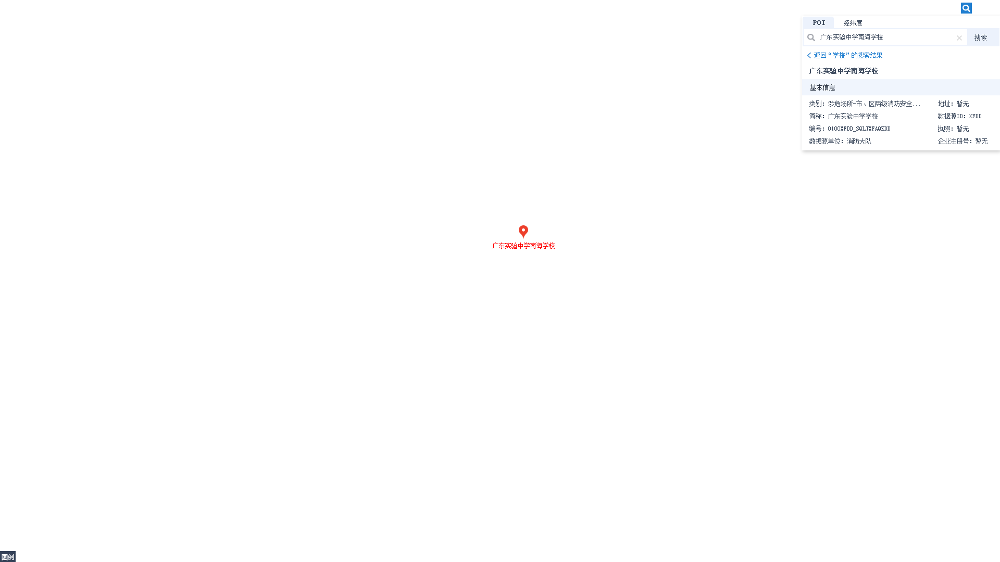 POI 经纬度
广东实验中学南海学校 搜索
返回“学校”的搜索结果
广东实验中学南海学校
基本信息
类别：涉危场所-市、区两级消防安全... 地址：暂无
简称：广东实验中学学校 数据源ID：XFDD
编号：0100XFDD_SQLJXFAQZDD 执照：暂无
数据源单位：消防大队 企业注册号：暂无
广东实验中学南海学校
图例